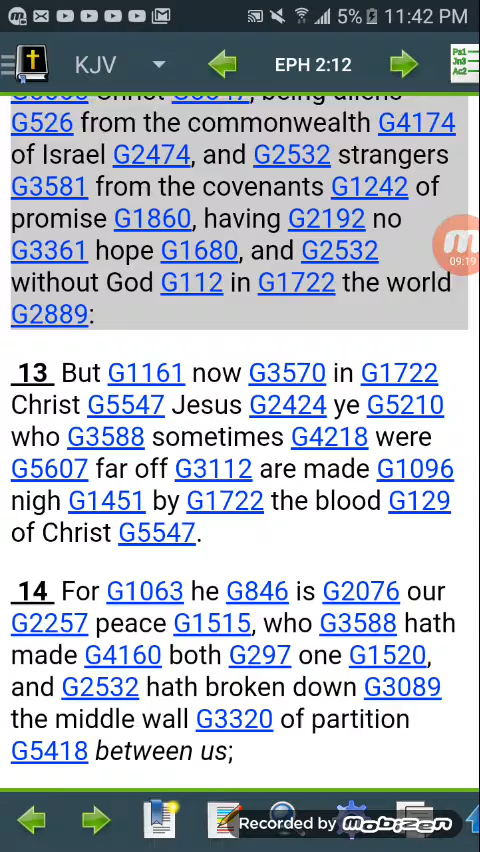 5% 11:42 PM
KJV EPH 2:12 Ps1
Jn3
Ac2
being aliens
G526 from the commonwealth G4174
of Israel G2474, and G2532 strangers
G3581 from the covenants G1242 of
promise G1860, having G2192 no
G3361 hope G1680, and G2532
without God G112 in G1722 the world
G2889:
09:19
13 But G1161 now G3570 in G1722
Christ G5547 Jesus G2424 ye G5210
who G3588 sometimes G4218 were
G5607 far off G3112 are made G1096
nigh G1451 by G1722 the blood G129
of Christ G5547.
14 For G1063 he G846 is G2076 our
G2257 peace G1515, who G3588 hath
made G4160 both G297 one G1520,
and G2532 hath broken down G3089
the middle wall G3320 of partition
G5418 between us;
Recorded by mobizen